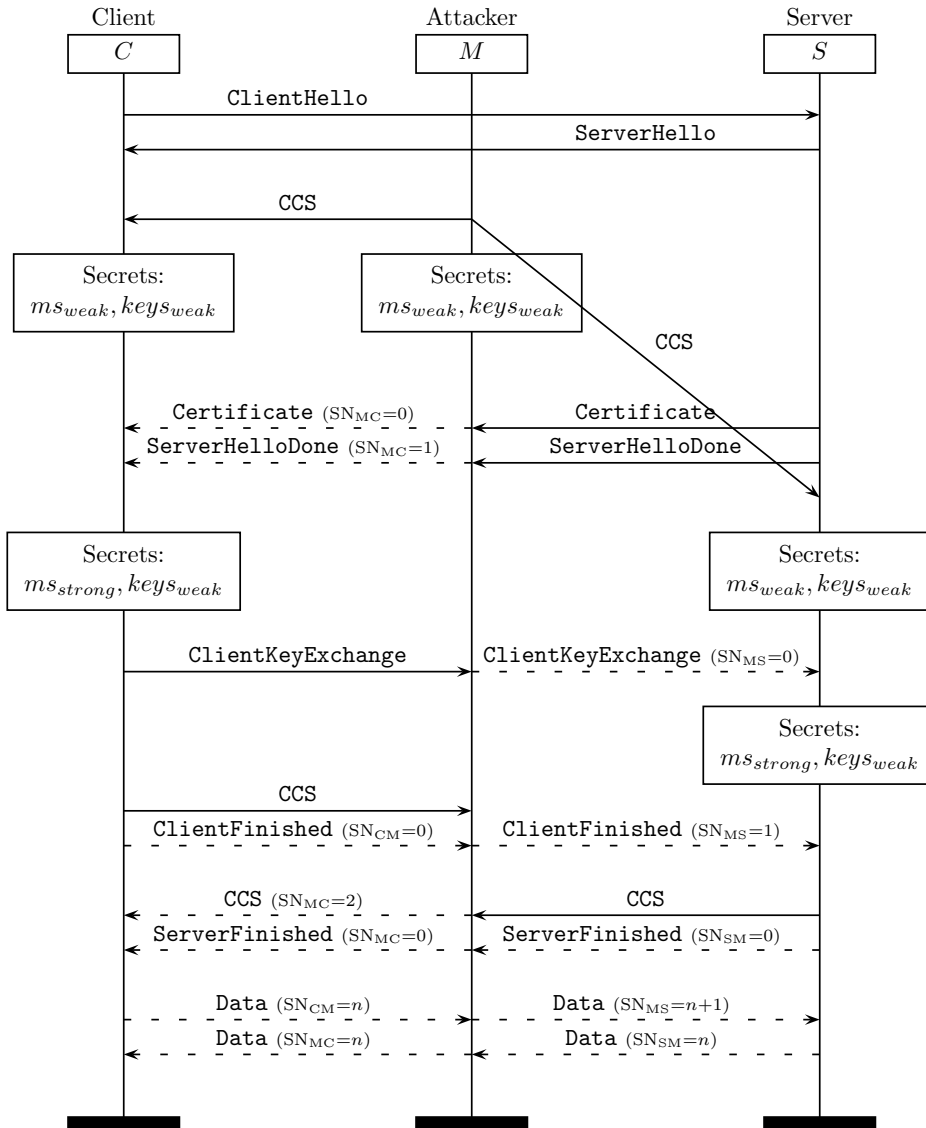 Client Attacker Server
C M S
ClientHello
ServerHello
CCS
Secrets: Secrets:
ms_weak, keys_weak ms_weak, keys_weak
CCS
Certificate (SN_MC=0) Certificate
ServerHelloDone (SN_MC=1) ServerHelloDone
Secrets: Secrets:
ms_strong, keys_weak ms_weak, keys_weak
ClientKeyExchange ClientKeyExchange (SN_MS=0)
Secrets:
ms_strong, keys_weak
CCS
ClientFinished (SN_CM=0) ClientFinished (SN_MS=1)
CCS (SN_MC=2) CCS
ServerFinished (SN_MC=0) ServerFinished (SN_SM=0)
Data (SN_CM=n) Data (SN_MS=n+1)
Data (SN_MC=n) Data (SN_SM=n)